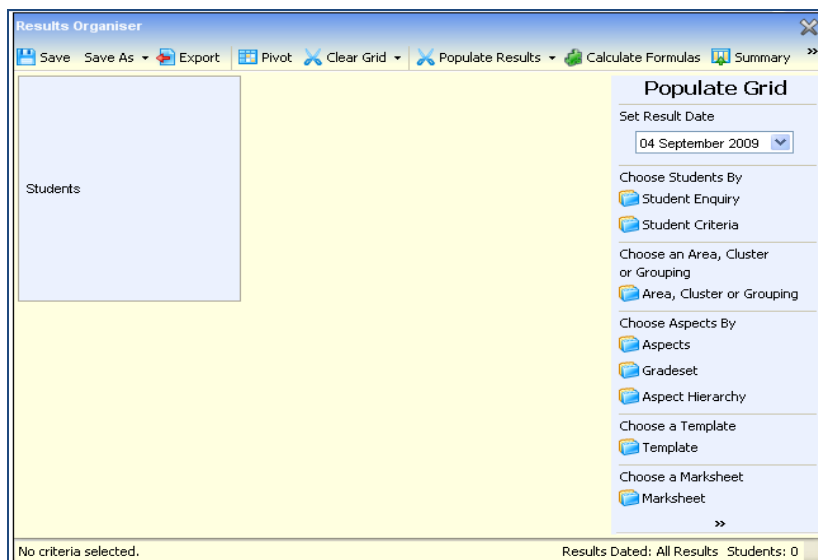 Results Organiser
Save Save As Export Pivot Clear Grid Populate Results Calculate Formulas Summary »
Students
Populate Grid
Set Result Date
04 September 2009
Choose Students By
Student Enquiry
Student Criteria
Choose an Area, Cluster
or Grouping
Area, Cluster or Grouping
Choose Aspects By
Aspects
Gradeset
Aspect Hierarchy
Choose a Template
Template
Choose a Marksheet
Marksheet
»
No criteria selected. Results Dated: All Results Students: 0